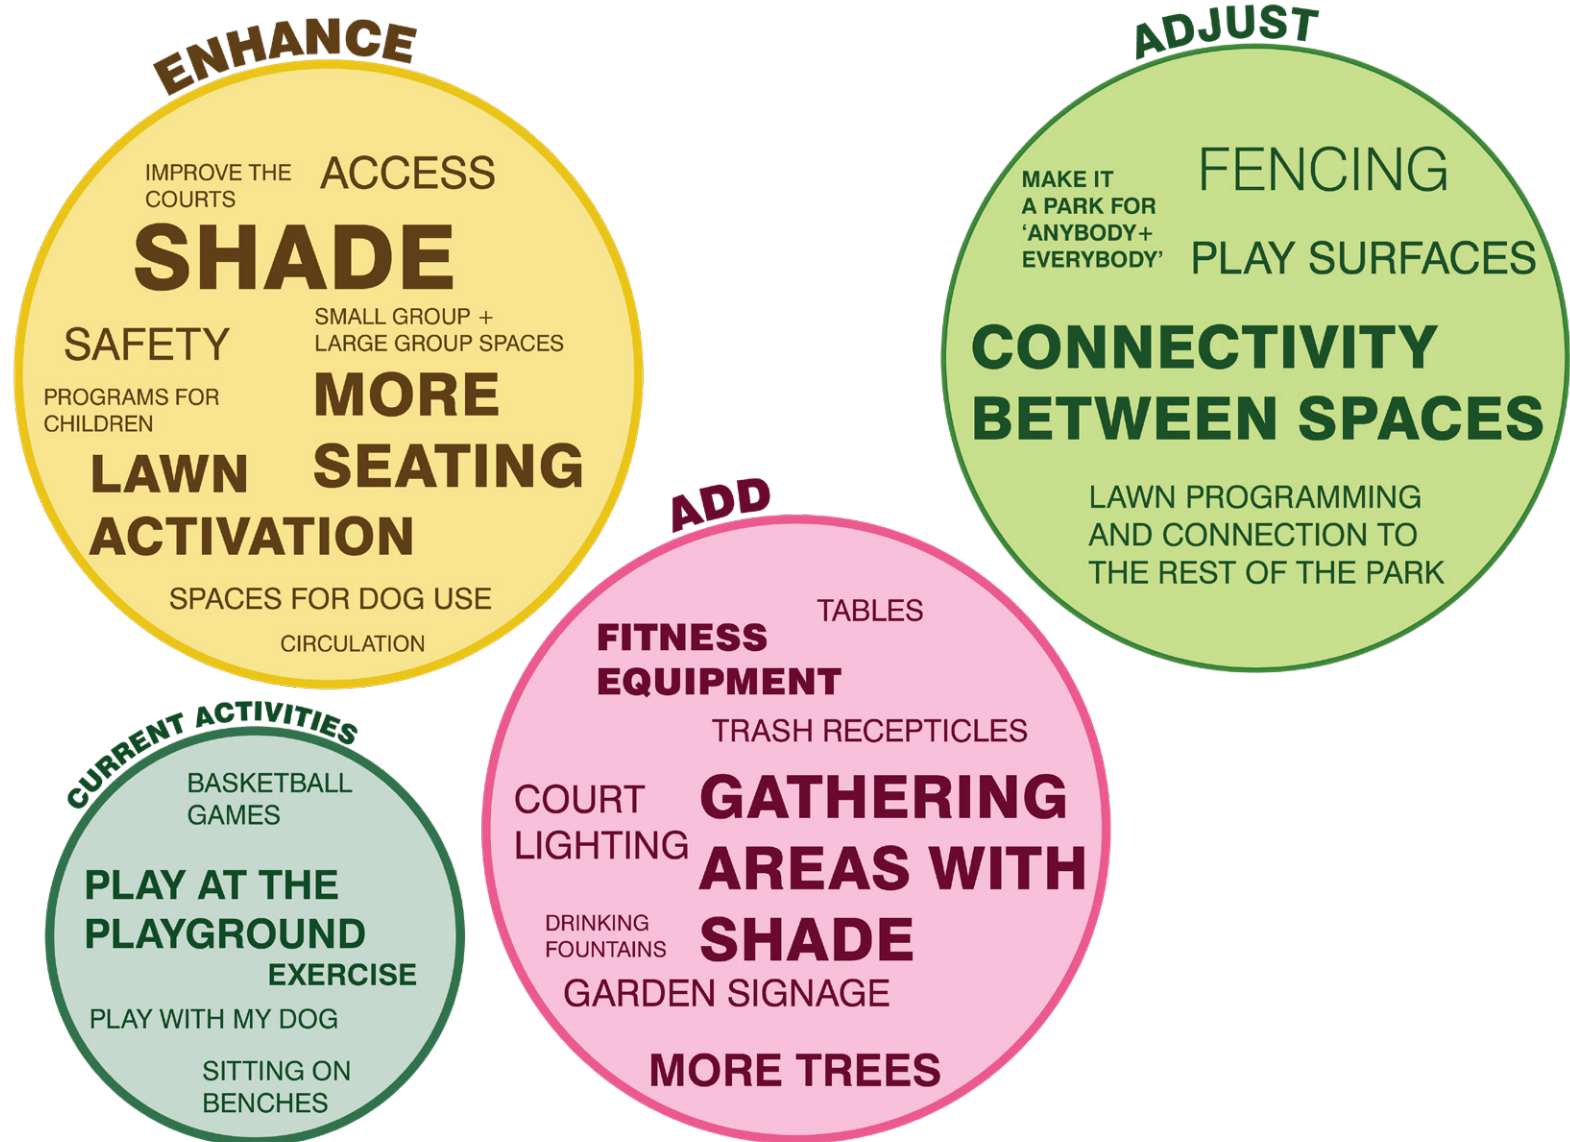 ENHANCE
IMPROVE THE
COURTS
ACCESS
SHADE
SMALL GROUP +
LARGE GROUP SPACES
SAFETY
MORE
SEATING
PROGRAMS FOR
CHILDREN
LAWN
ACTIVATION
SPACES FOR DOG USE
CIRCULATION
ADJUST
MAKE IT
A PARK FOR
‘ANYBODY+
EVERYBODY’
FENCING
PLAY SURFACES
CONNECTIVITY
BETWEEN SPACES
LAWN PROGRAMMING
AND CONNECTION TO
THE REST OF THE PARK
ADD
TABLES
FITNESS
EQUIPMENT
TRASH RECEPTICLES
COURT
LIGHTING
GATHERING
AREAS WITH
SHADE
DRINKING
FOUNTAINS
GARDEN SIGNAGE
MORE TREES
CURRENT ACTIVITIES
BASKETBALL
GAMES
PLAY AT THE
PLAYGROUND
EXERCISE
PLAY WITH MY DOG
SITTING ON
BENCHES